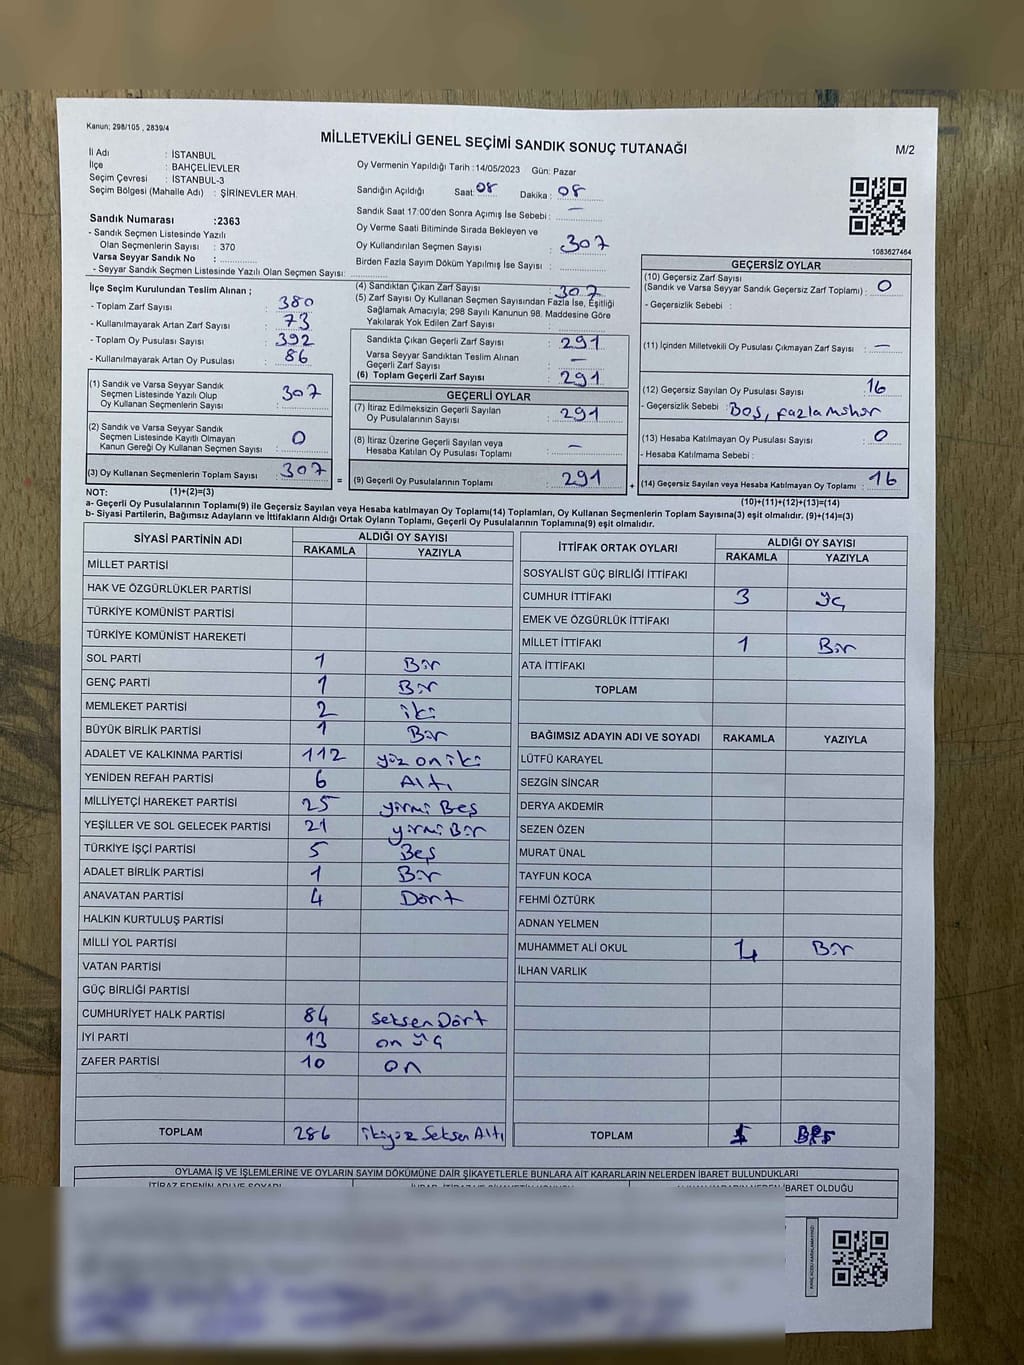 Kanun; 298/105 , 2839/4
MİLLETVEKİLİ GENEL SEÇİMİ SANDIK SONUÇ TUTANAĞI
M/2
İl Adı : İSTANBUL
İlçe : BAHÇELİEVLER
Seçim Çevresi : İSTANBUL-3
Seçim Bölgesi (Mahalle Adı) : ŞİRİNEVLER MAH.
Sandık Numarası :2363
- Sandık Seçmen Listesinde Yazılı
Olan Seçmenlerin Sayısı : 370
Varsa Seyyar Sandık No :
- Seyyar Sandık Seçmen Listesinde Yazılı Olan Seçmen Sayısı:
Oy Vermenin Yapıldığı Tarih :14/05/2023 Gün: Pazar
Sandığın Açıldığı Saat: 08 Dakika : 08
Sandık Saat 17:00'den Sonra Açımış İse Sebebi : —
Oy Verme Saati Bitiminde Sırada Bekleyen ve
Oy Kullandırılan Seçmen Sayısı : 307
Birden Fazla Sayım Döküm Yapılmış İse Sayısı :
1083627464
İlçe Seçim Kurulundan Teslim Alınan ;
- Toplam Zarf Sayısı : 380
- Kullanılmayarak Artan Zarf Sayısı : 73
- Toplam Oy Pusulası Sayısı : 392
- Kullanılmayarak Artan Oy Pusulası : 86
(1) Sandık ve Varsa Seyyar Sandık
Seçmen Listesinde Yazılı Olup
Oy Kullanan Seçmenlerin Sayısı : 307
(2) Sandık ve Varsa Seyyar Sandık
Seçmen Listesinde Kayıtlı Olmayan
Kanun Gereği Oy Kullanan Seçmen Sayısı : 0
(3) Oy Kullanan Seçmenlerin Toplam Sayısı : 307
(4) Sandıktan Çıkan Zarf Sayısı : 307
(5) Zarf Sayısı Oy Kullanan Seçmen Sayısından Fazla İse, Eşitliği
Sağlamak Amacıyla; 298 Sayılı Kanunun 98. Maddesine Göre
Yakılarak Yok Edilen Zarf Sayısı :
Sandıkta Çıkan Geçerli Zarf Sayısı : 291
Varsa Seyyar Sandıktan Teslim Alınan
Geçerli Zarf Sayısı : —
(6) Toplam Geçerli Zarf Sayısı : 291
GEÇERLİ OYLAR
(7) İtiraz Edilmeksizin Geçerli Sayılan
Oy Pusulalarının Sayısı : 291
(8) İtiraz Üzerine Geçerli Sayılan veya
Hesaba Katılan Oy Pusulası Toplamı : —
= (9) Geçerli Oy Pusulalarının Toplamı : 291
GEÇERSİZ OYLAR
(10) Geçersiz Zarf Sayısı
(Sandık ve Varsa Seyyar Sandık Geçersiz Zarf Toplamı) : 0
- Geçersizlik Sebebi :
(11) İçinden Milletvekili Oy Pusulası Çıkmayan Zarf Sayısı : —
(12) Geçersiz Sayılan Oy Pusulası Sayısı : 16
- Geçersizlik Sebebi : Boş,
(13) Hesaba Katılmayan Oy Pusulası Sayısı : 0
- Hesaba Katılmama Sebebi :
+ (14) Geçersiz Sayılan veya Hesaba Katılmayan Oy Toplamı : 16
NOT: (1)+(2)=(3)
(10)+(11)+(12)+(13)=(14)
a- Geçerli Oy Pusulalarının Toplamı(9) ile Geçersiz Sayılan veya Hesaba katılmayan Oy Toplamı(14) Toplamları, Oy Kullanan Seçmenlerin Toplam Sayısına(3) eşit olmalıdır. (9)+(14)=(3)
b- Siyasi Partilerin, Bağımsız Adayların ve İttifakların Aldığı Ortak Oyların Toplamı, Geçerli Oy Pusulalarının Toplamına(9) eşit olmalıdır.
SİYASİ PARTİNİN ADI ALDIĞI OY SAYISI
RAKAMLA YAZIYLA
MİLLET PARTİSİ
HAK VE ÖZGÜRLÜKLER PARTİSİ
TÜRKİYE KOMÜNİST PARTİSİ
TÜRKİYE KOMÜNİST HAREKETİ
SOL PARTİ 1 Bir
GENÇ PARTİ 1 Bir
MEMLEKET PARTİSİ 2 iki
BÜYÜK BİRLİK PARTİSİ 1 Bir
ADALET VE KALKINMA PARTİSİ 112 yüz on iki
YENİDEN REFAH PARTİSİ 6 Altı
MİLLİYETÇİ HAREKET PARTİSİ 25 yirmi Beş
YEŞİLLER VE SOL GELECEK PARTİSİ 21 yirmi Bir
TÜRKİYE İŞÇİ PARTİSİ 5 Beş
ADALET BİRLİK PARTİSİ 1 Bir
ANAVATAN PARTİSİ 4 Dört
HALKIN KURTULUŞ PARTİSİ
MİLLİ YOL PARTİSİ
VATAN PARTİSİ
GÜÇ BİRLİĞİ PARTİSİ
CUMHURİYET HALK PARTİSİ 84 SeksenDört
İYİ PARTİ 13 on üç
ZAFER PARTİSİ 10 on
TOPLAM 286 ikiyüz Seksen Altı
İTTİFAK ORTAK OYLARI ALDIĞI OY SAYISI
RAKAMLA YAZIYLA
SOSYALİST GÜÇ BİRLİĞİ İTTİFAKI
CUMHUR İTTİFAKI 3 üç
EMEK VE ÖZGÜRLÜK İTTİFAKI
MİLLET İTTİFAKI 1 Bir
ATA İTTİFAKI
TOPLAM
BAĞIMSIZ ADAYIN ADI VE SOYADI RAKAMLA YAZIYLA
LÜTFÜ KARAYEL
SEZGİN SİNCAR
DERYA AKDEMİR
SEZEN ÖZEN
MURAT ÜNAL
TAYFUN KOCA
FEHMİ ÖZTÜRK
ADNAN YELMEN
MUHAMMET ALİ OKUL 1 Bir
İLHAN VARLIK
TOPLAM
OYLAMA İŞ VE İŞLEMLERİNE VE OYLARIN SAYIM DÖKÜMÜNE DAİR ŞİKAYETLERLE BUNLARA AİT KARARLARIN NELERDEN İBARET BULUNDUKLARI
İTİRAZ EDENİN ADI VE SOYADI
İBARET OLDUĞU